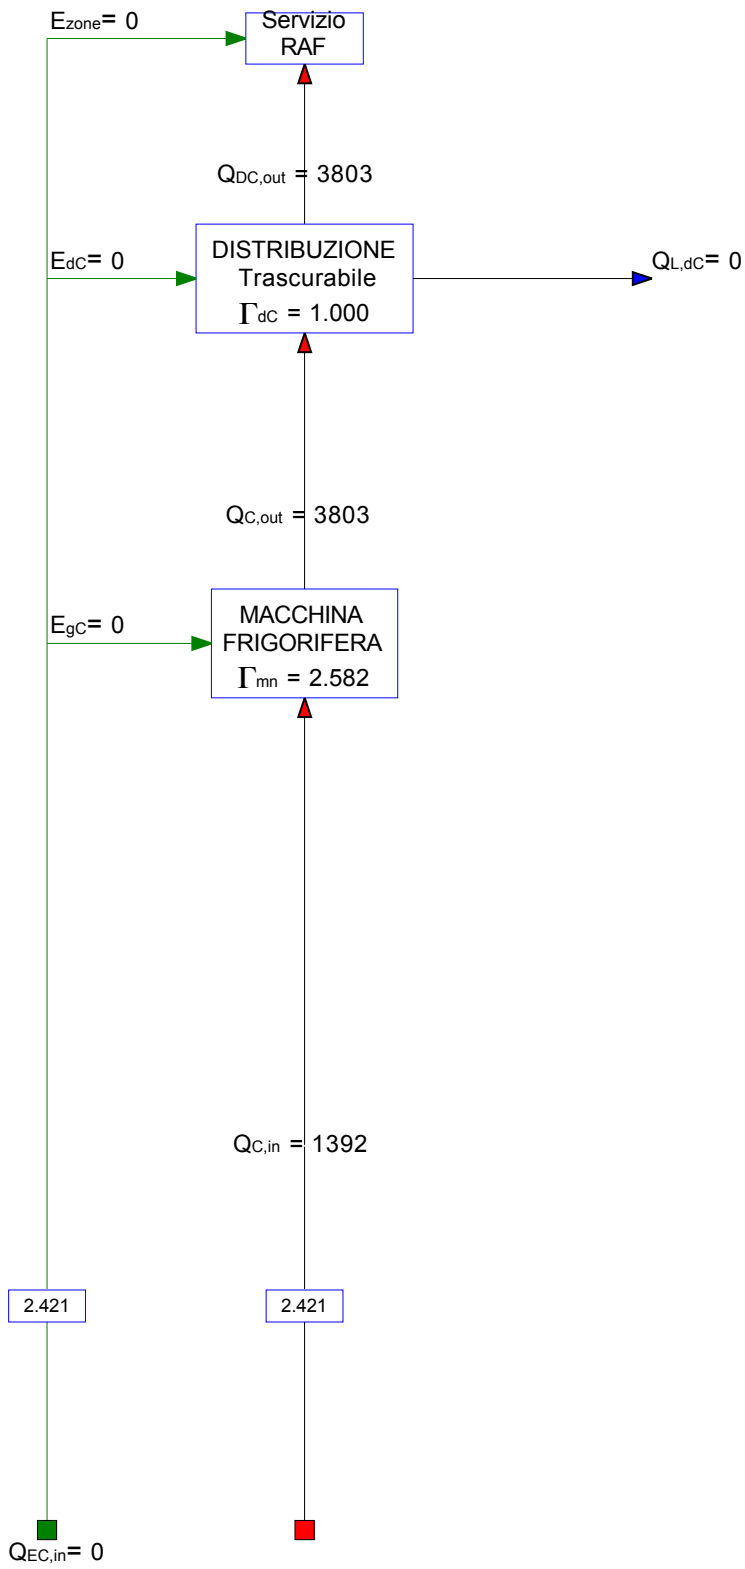 Ezone= 0
Servizio
RAF
QDC,out = 3803
EdC= 0
DISTRIBUZIONE
Trascurabile
ΓdC = 1.000
QL,dC= 0
QC,out = 3803
EgC= 0
MACCHINA
FRIGORIFERA
Γmn = 2.582
QC,in = 1392
2.421
2.421
QEC,in= 0